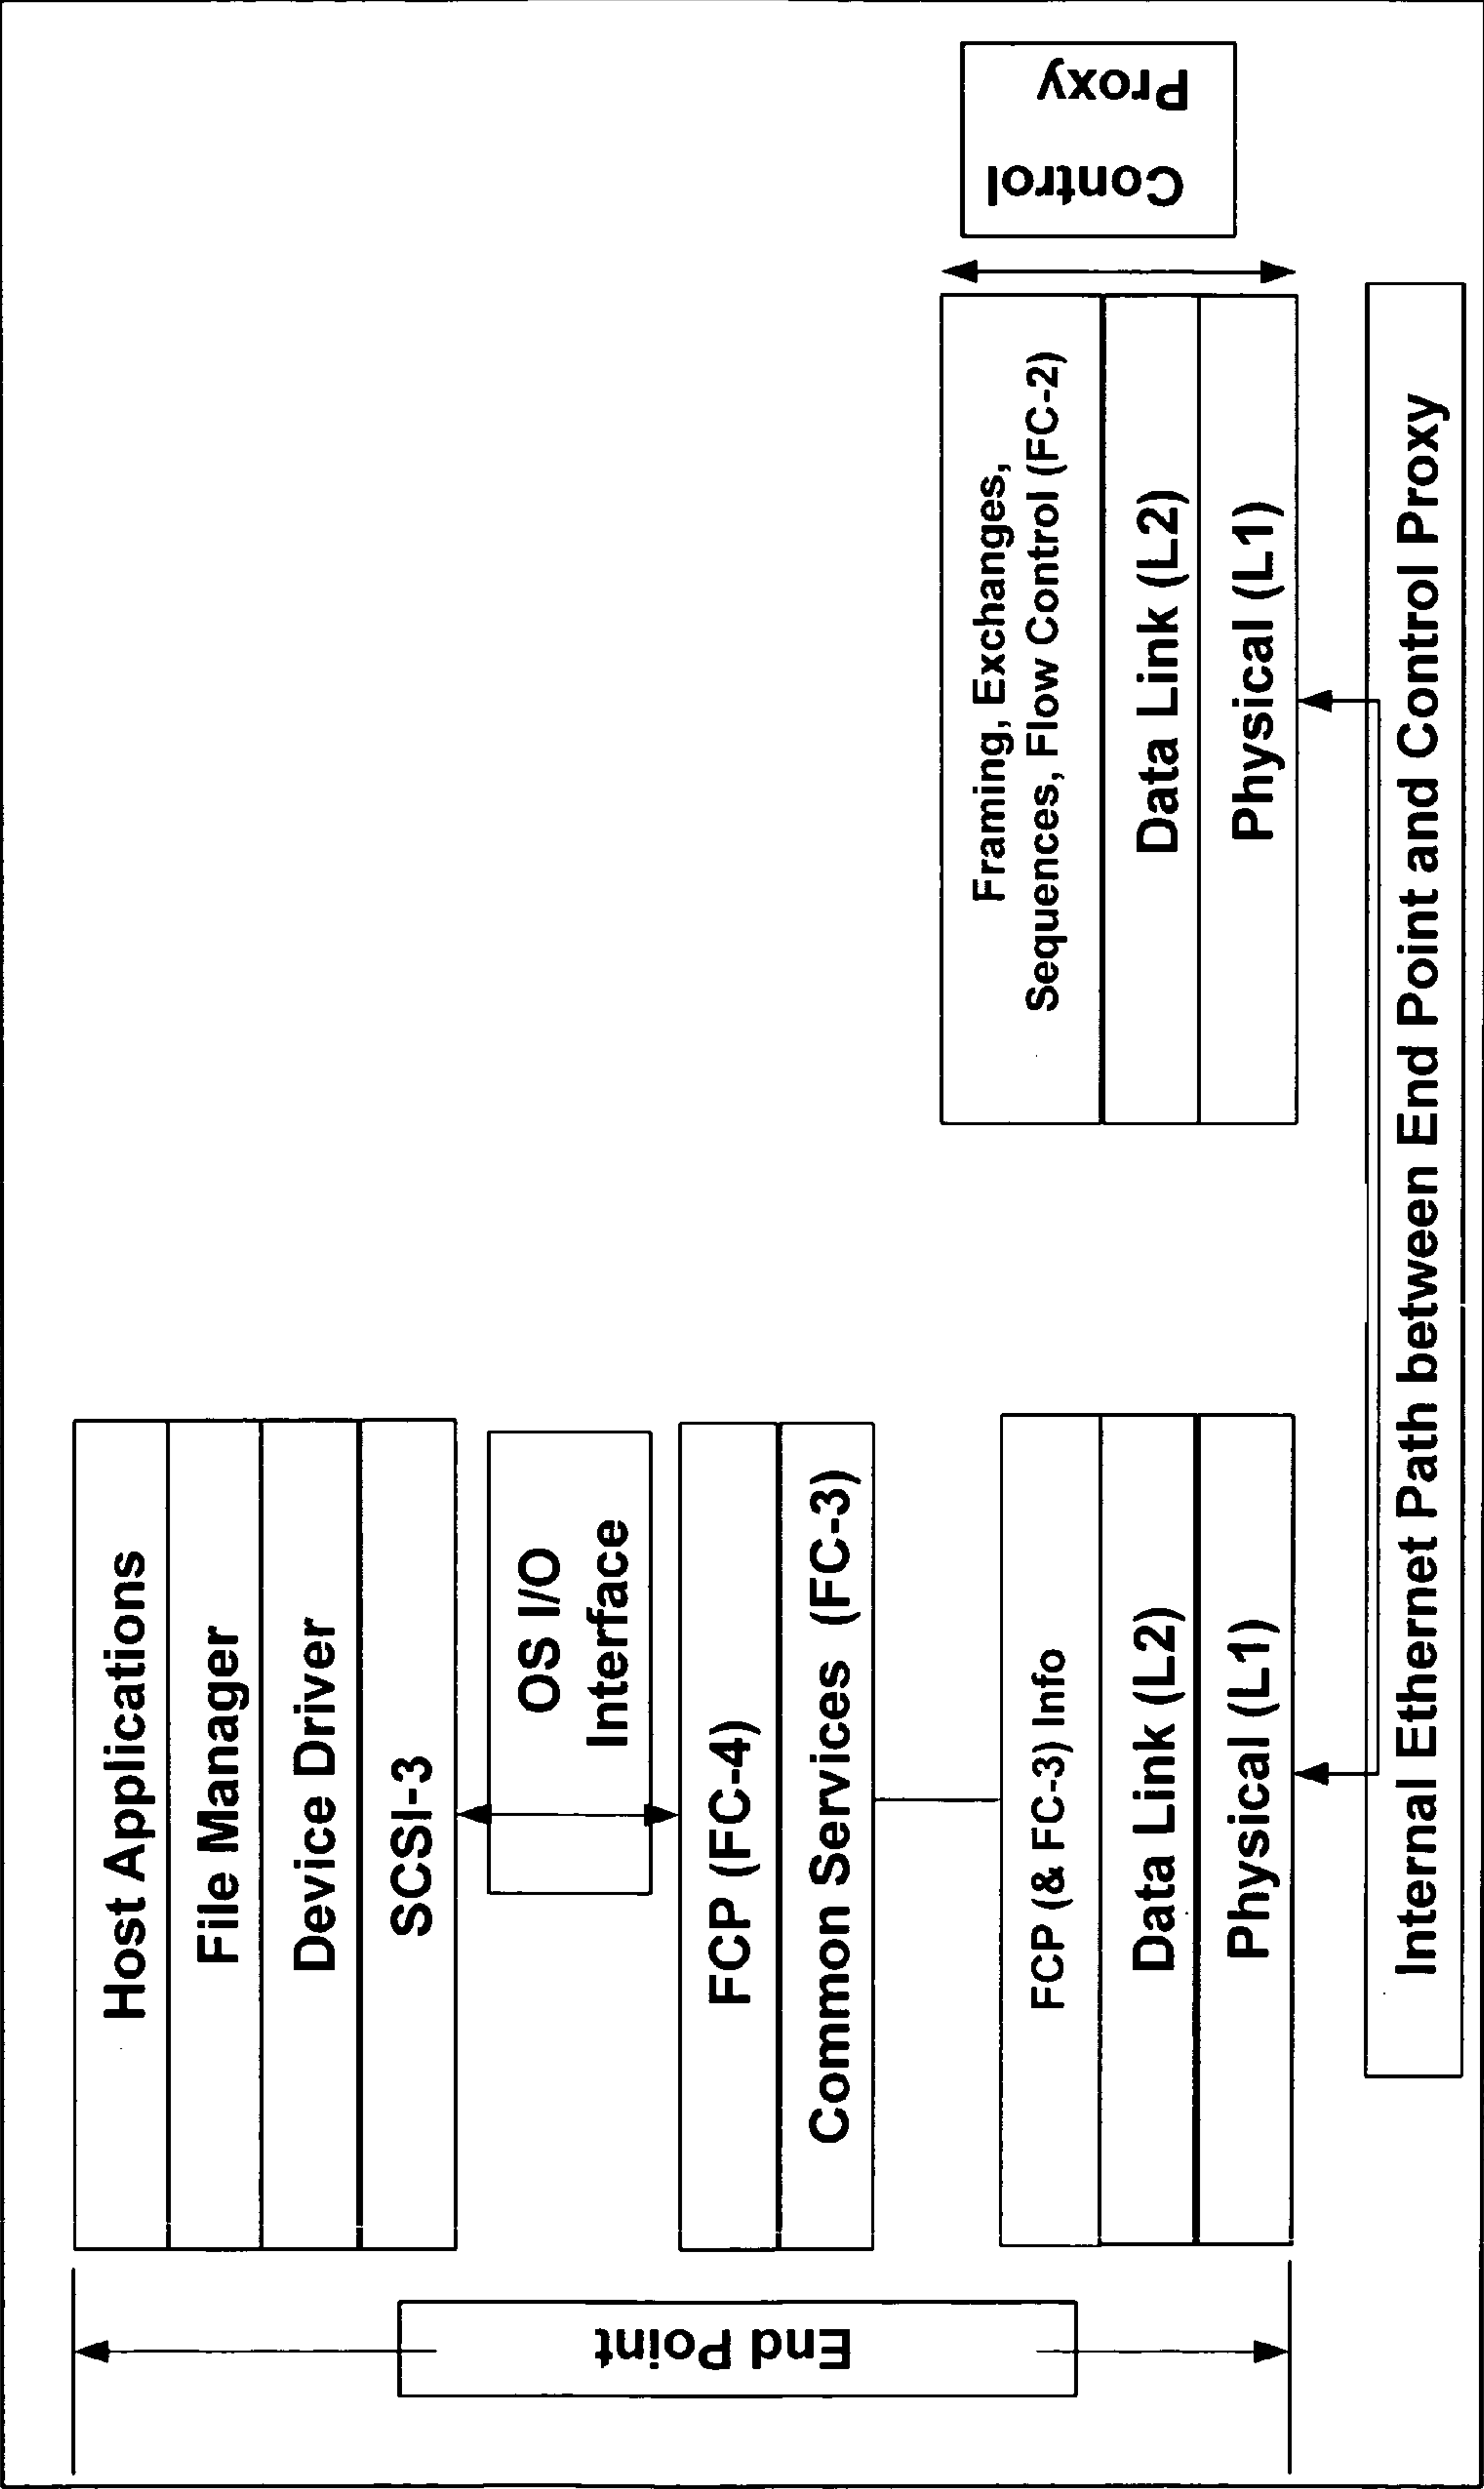 End Point
Host Applications
File Manager
Device Driver
SCSI-3
OS I/O
Interface
FCP (FC-4)
Common Services (FC-3)
FCP (& FC-3) Info
Data Link (L2)
Physical (L1)
Framing, Exchanges,
Sequences, Flow Control (FC-2)
Data Link (L2)
Physical (L1)
Control
Proxy
Internal Ethernet Path between End Point and Control Proxy